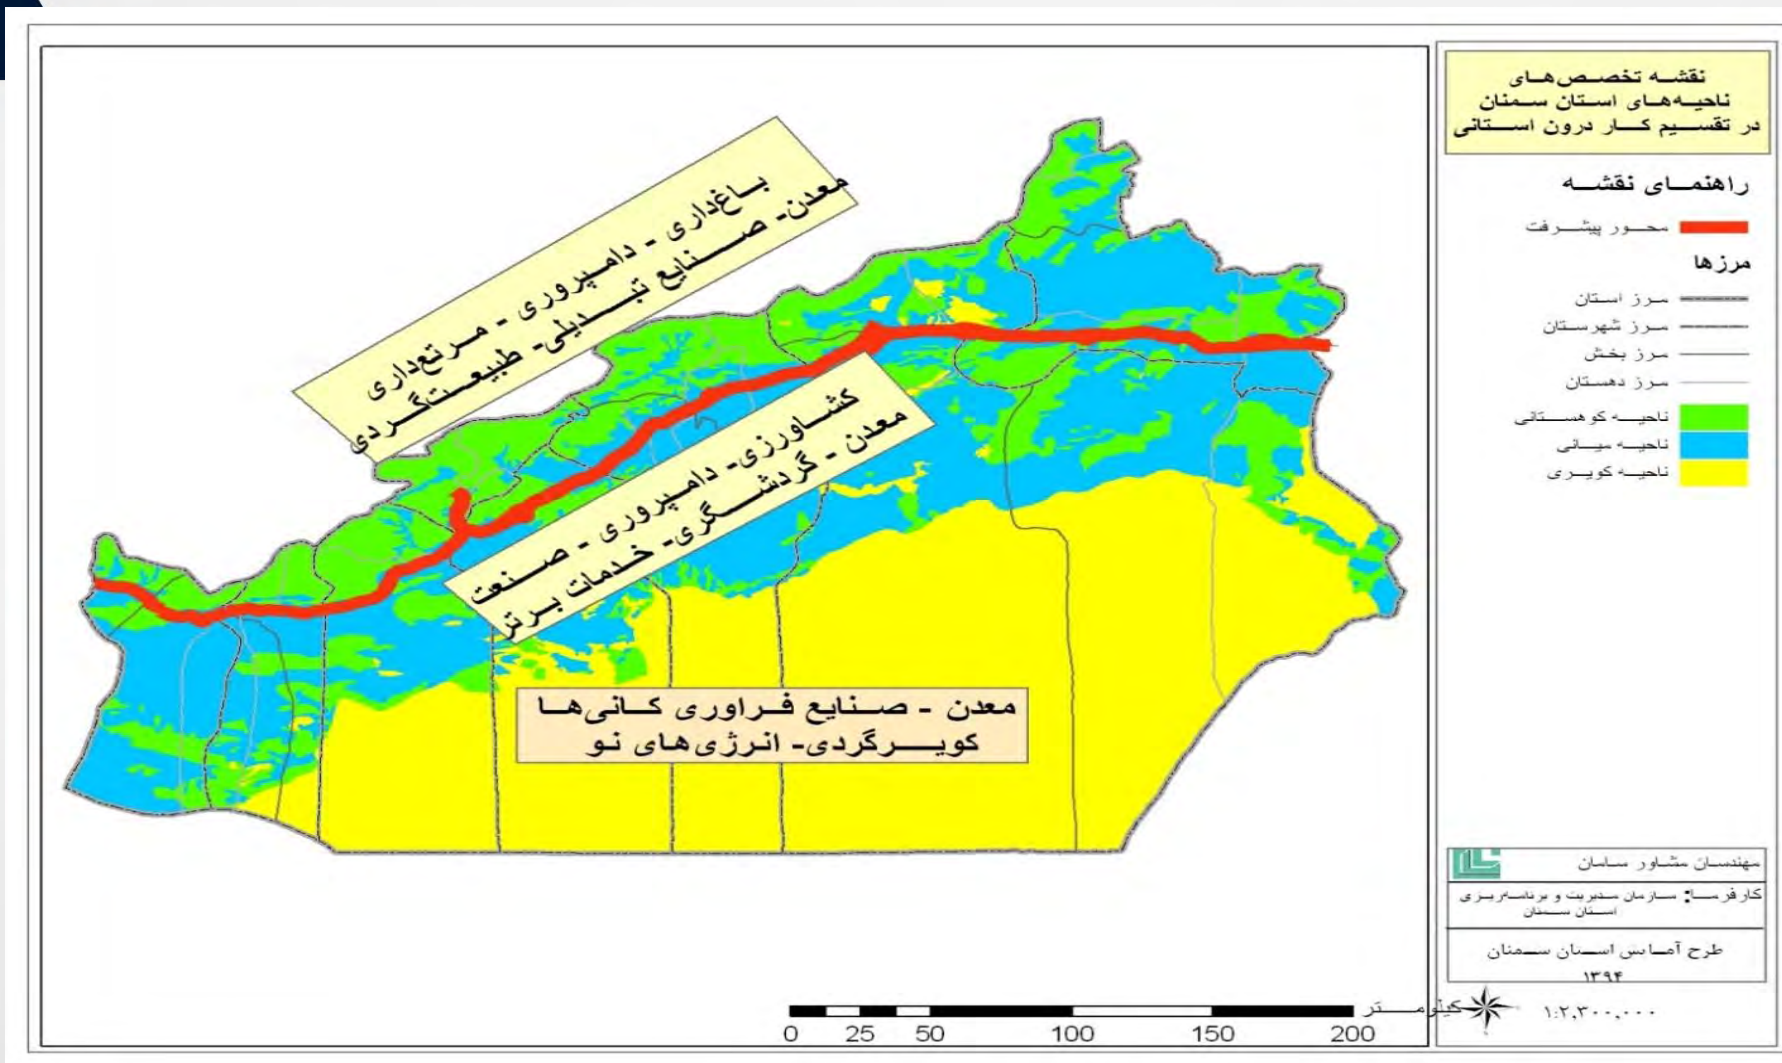 نقشه تخصص‌های
ناحیه‌های استان سمنان
در تقسیم کار درون استانی
راهنمای نقشه
محور پیشرفت
مرزها
مرز استان
مرز شهرستان
مرز بخش
مرز دهستان
ناحیه کوهستانی
ناحیه میانی
ناحیه کویری
باغداری - دامپروری - مرتع‌داری
معدن- صنایع تبدیلی- طبیعت‌گردی
کشاورزی- دامپروری - صنعت
معدن - گردشگری- خدمات برتر
معدن - صنایع فراوری کانی‌ها
کویرگردی- انرژی‌های نو
مهندسان مشاور سامان
کارفرما: سازمان مدیریت و برنامه‌ریزی
استان سمنان
طرح آمایش استان سمنان
۱۳۹۴
۱:۲,۳۰۰,۰۰۰
کیلومتر
0 25 50 100 150 200